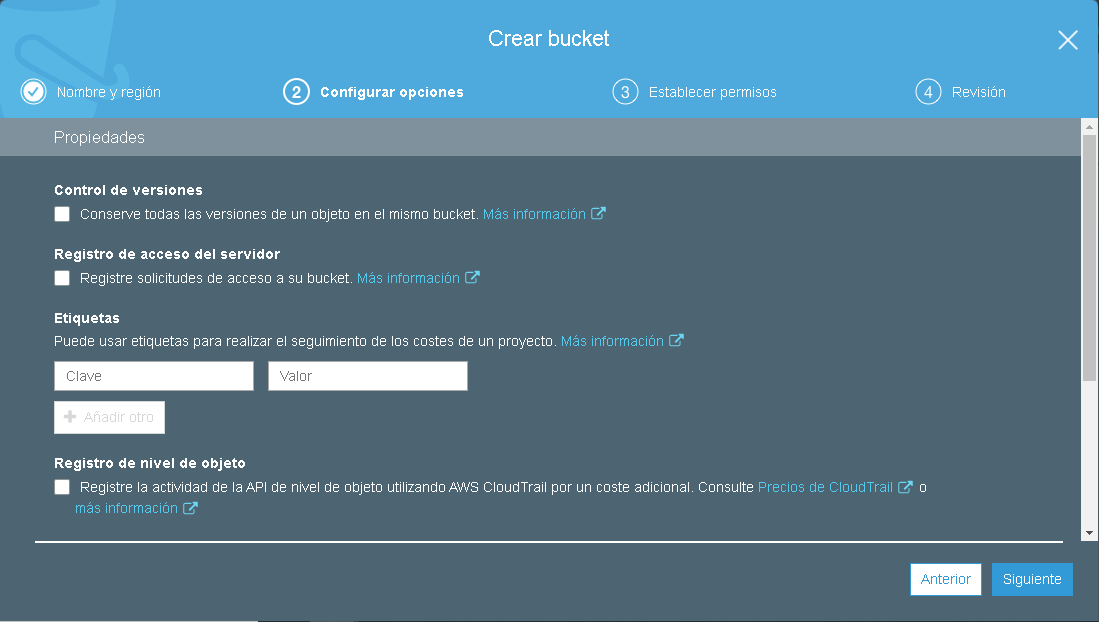 Crear bucket
Nombre y región
2 Configurar opciones
3 Establecer permisos
4 Revisión
Propiedades
Control de versiones
Conserve todas las versiones de un objeto en el mismo bucket. Más información
Registro de acceso del servidor
Registre solicitudes de acceso a su bucket. Más información
Etiquetas
Puede usar etiquetas para realizar el seguimiento de los costes de un proyecto. Más información
Clave
Valor
Añadir otro
Registro de nivel de objeto
Registre la actividad de la API de nivel de objeto utilizando AWS CloudTrail por un coste adicional. Consulte Precios de CloudTrail o
más información
Anterior
Siguiente